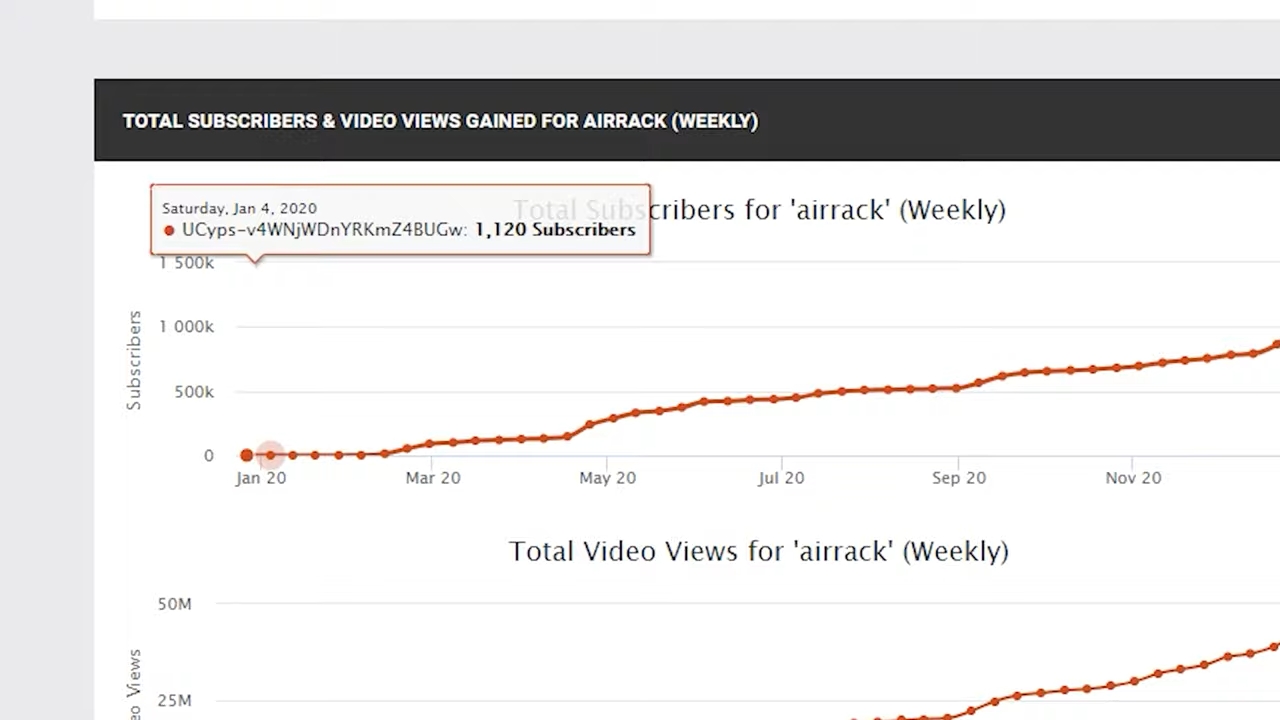 TOTAL SUBSCRIBERS & VIDEO VIEWS GAINED FOR AIRRACK (WEEKLY)
Total Subscribers for 'airrack' (Weekly)
Saturday, Jan 4, 2020
UCyps-v4WNjWDnYRKmZ4BUGw: 1,120 Subscribers
1 500k
1 000k
500k
0
Subscribers
Jan 20 Mar 20 May 20 Jul 20 Sep 20 Nov 20
Total Video Views for 'airrack' (Weekly)
50M
25M
eo Views